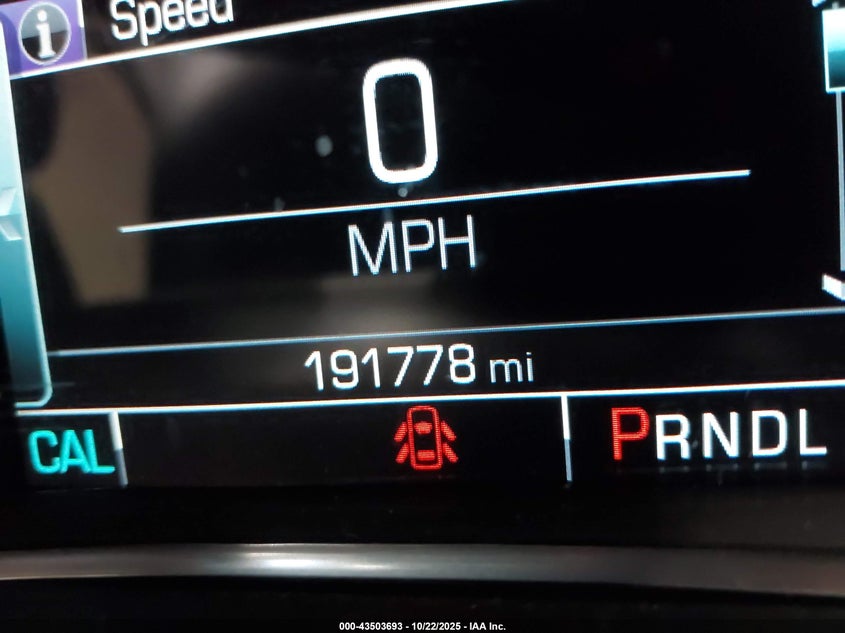 Speed
0
MPH
191778 mi
CAL
PRNDL
000-43503693 - 10/22/2025 - IAA Inc.